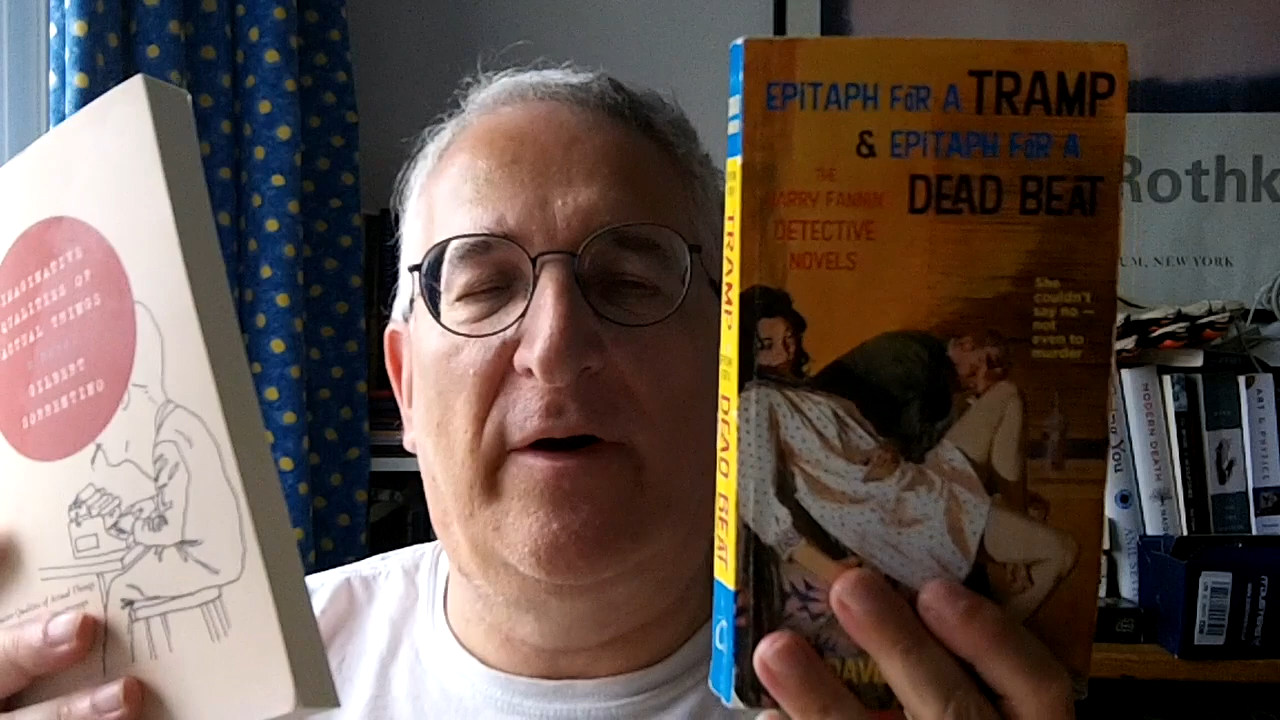 IMAGINATIVE
QUALITIES OF
ACTUAL THINGS
GILBERT
SORRENTINO
EPITAPH FOR A TRAMP
& EPITAPH FOR A
DEAD BEAT
THE
HARRY FANNIN
DETECTIVE
NOVELS
She
couldn't
say no —
not
even to
murder
DAVI
TRAMP
DEAD BEAT
Rothk
UM, NEW YORK
MODERN DEATH
ART & PHYSICS